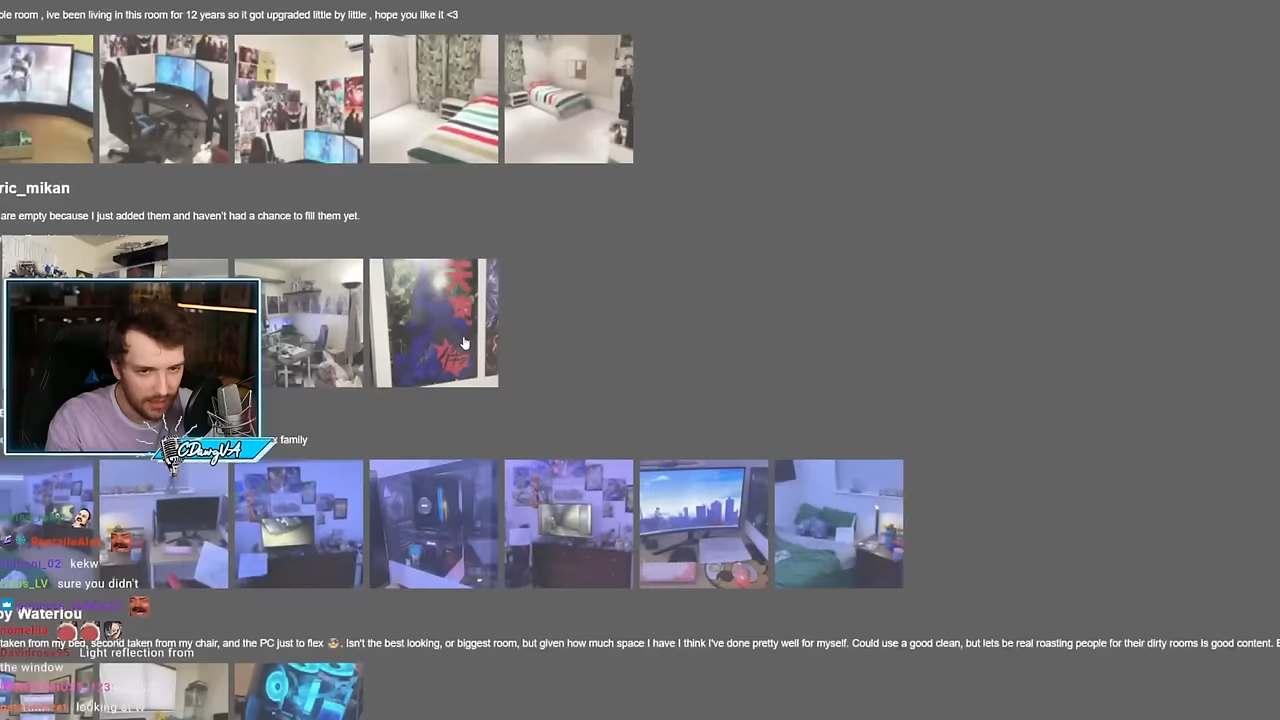 ole room , ive been living in this room for 12 years so it got upgraded little by little , hope you like it <3
ric_mikan
are empty because I just added them and haven't had a chance to fill them yet.
天
CDawgVA
family
kekw
sure you didn't
by Waterlou
second taken from my chair, and the PC just to flex 🤠. Isn't the best looking, or biggest room, but given how much space I have I think I've done pretty well for myself. Could use a good clean, but lets be real roasting people for their dirty rooms is good content.
Light reflection from
the window
looking at tv